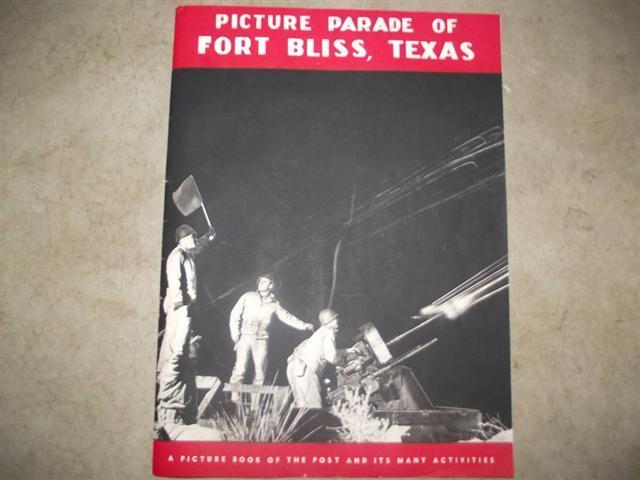 PICTURE PARADE OF
FORT BLISS, TEXAS
A PICTURE BOOK OF THE POST AND ITS MANY ACTIVITIES